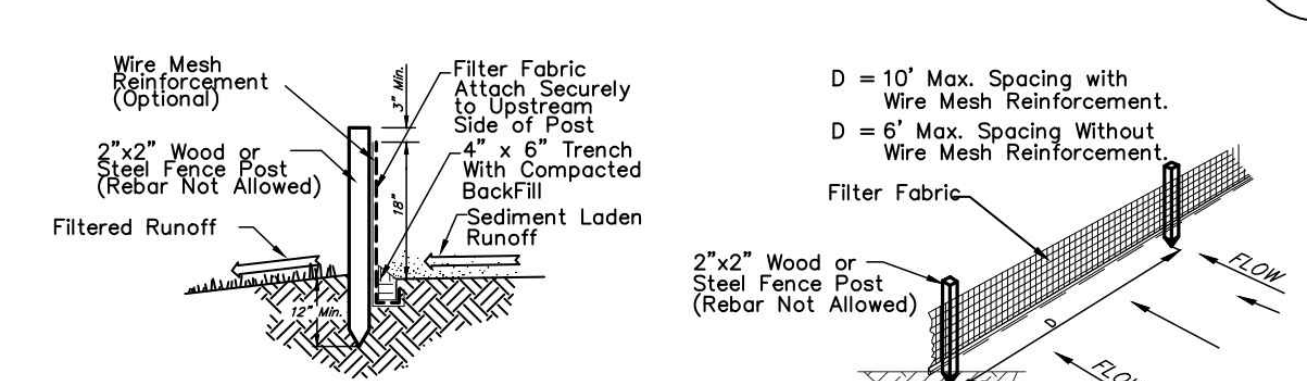 Wire Mesh
Reinforcement
(Optional)
2"x2" Wood or
Steel Fence Post
(Rebar Not Allowed)
Filtered Runoff
12" Min.
3" Min.
18"
Filter Fabric
Attach Securely
to Upstream
Side of Post
4" x 6" Trench
With Compacted
BackFill
Sediment Laden
Runoff
D = 10' Max. Spacing with
Wire Mesh Reinforcement.
D = 6' Max. Spacing Without
Wire Mesh Reinforcement.
Filter Fabric
2"x2" Wood or
Steel Fence Post
(Rebar Not Allowed)
D
FLOW
FLOW